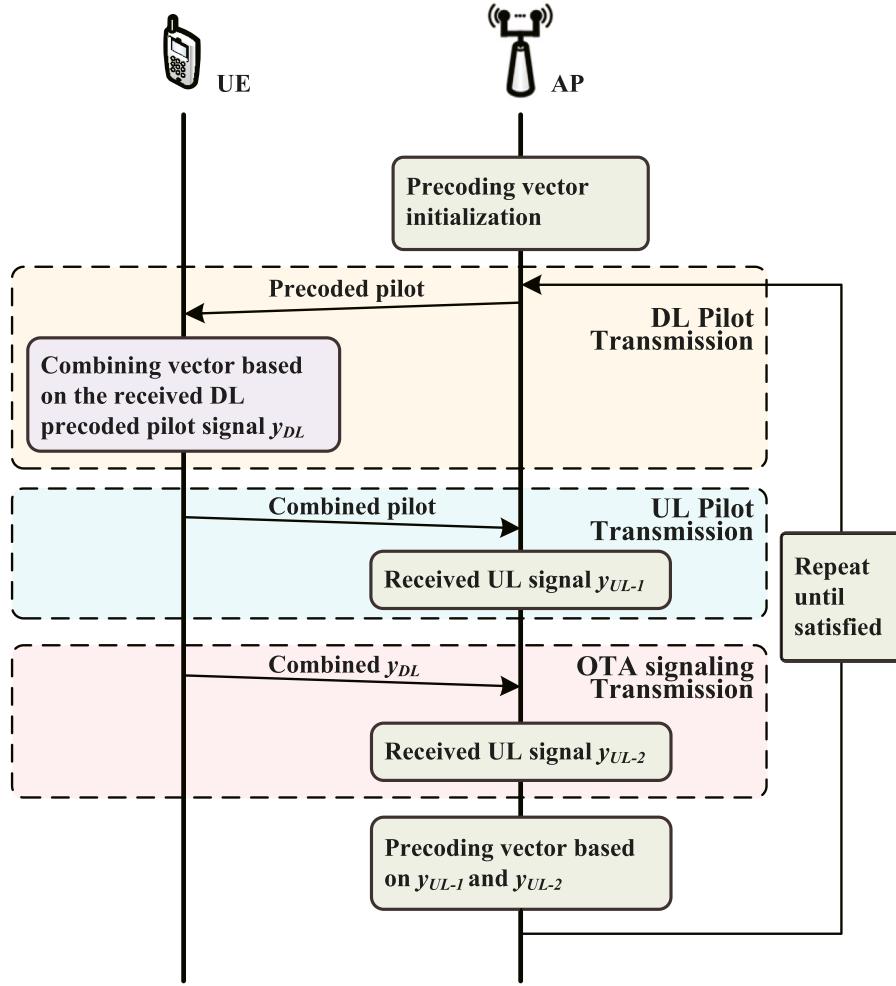 UE
AP
Precoding vector
initialization
Precoded pilot
DL Pilot
Transmission
Combining vector based
on the received DL
precoded pilot signal y_DL
Combined pilot
UL Pilot
Transmission
Received UL signal y_UL-1
Repeat
until
satisfied
Combined y_DL
OTA signaling
Transmission
Received UL signal y_UL-2
Precoding vector based
on y_UL-1 and y_UL-2